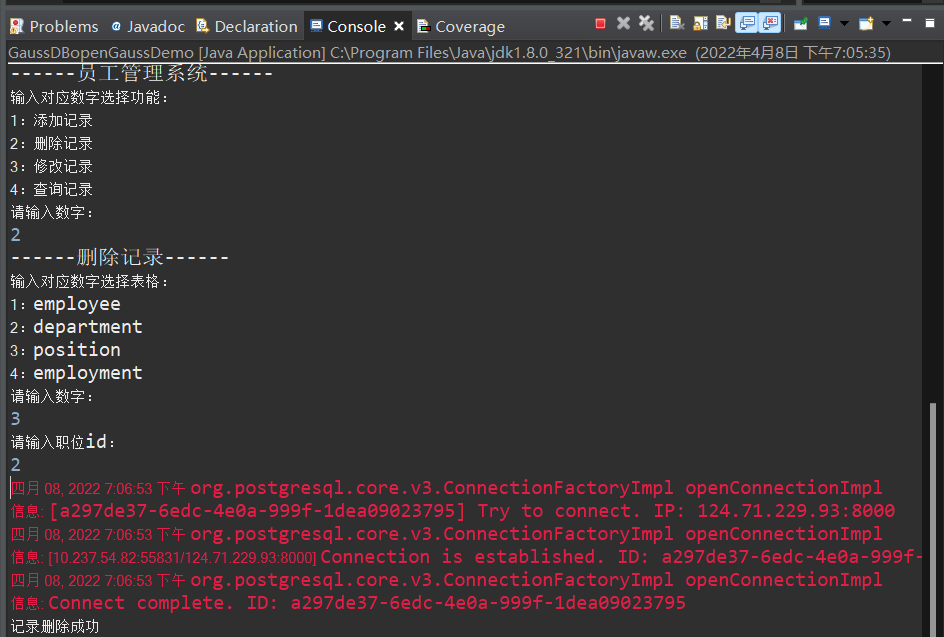 Problems Javadoc Declaration Console Coverage
GaussDBopenGaussDemo [Java Application] C:\Program Files\Java\jdk1.8.0_321\bin\javaw.exe (2022年4月8日 下午7:05:35)
------员工管理系统------
输入对应数字选择功能:
1: 添加记录
2: 删除记录
3: 修改记录
4: 查询记录
请输入数字:
2
------删除记录------
输入对应数字选择表格:
1: employee
2: department
3: position
4: employment
请输入数字:
3
请输入职位id:
2
四月 08, 2022 7:06:53 下午 org.postgresql.core.v3.ConnectionFactoryImpl openConnectionImpl
信息: [a297de37-6edc-4e0a-999f-1dea09023795] Try to connect. IP: 124.71.229.93:8000
四月 08, 2022 7:06:53 下午 org.postgresql.core.v3.ConnectionFactoryImpl openConnectionImpl
信息: [10.237.54.82:55831/124.71.229.93:8000] Connection is established. ID: a297de37-6edc-4e0a-999f-
四月 08, 2022 7:06:53 下午 org.postgresql.core.v3.ConnectionFactoryImpl openConnectionImpl
信息: Connect complete. ID: a297de37-6edc-4e0a-999f-1dea09023795
记录删除成功